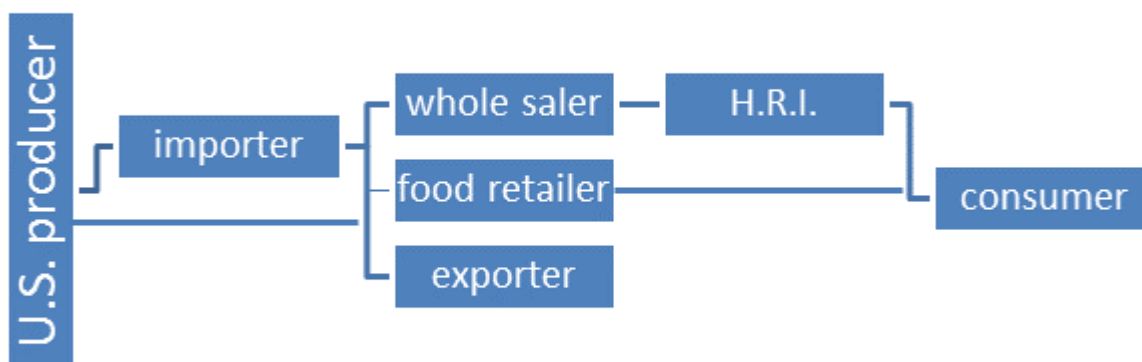 U.S. producer
importer
whole saler
food retailer
exporter
H.R.I.
consumer